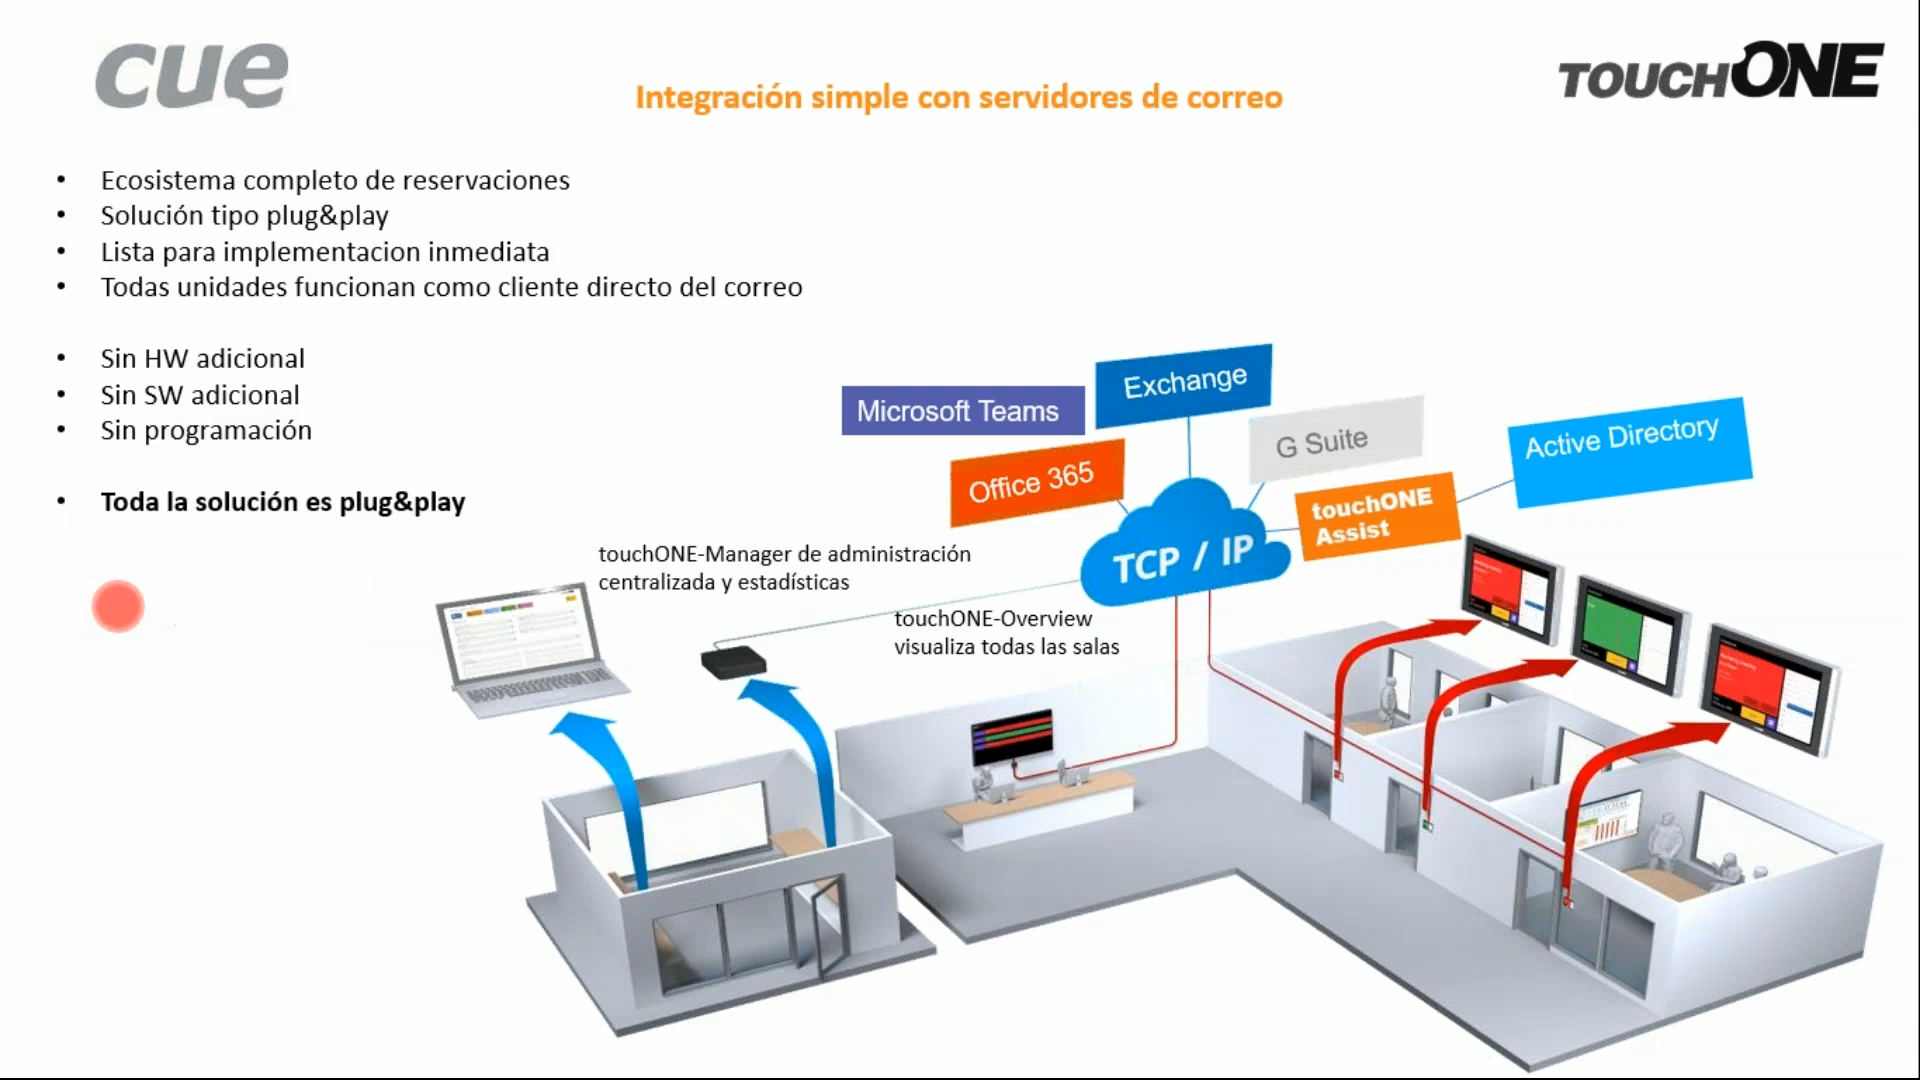 cue
TOUCHONE
Integración simple con servidores de correo
• Ecosistema completo de reservaciones
• Solución tipo plug&play
• Lista para implementacion inmediata
• Todas unidades funcionan como cliente directo del correo
• Sin HW adicional
• Sin SW adicional
• Sin programación
• Toda la solución es plug&play
Microsoft Teams
Exchange
G Suite
Active Directory
Office 365
touchONE
Assist
TCP / IP
touchONE-Manager de administración
centralizada y estadísticas
touchONE-Overview
visualiza todas las salas